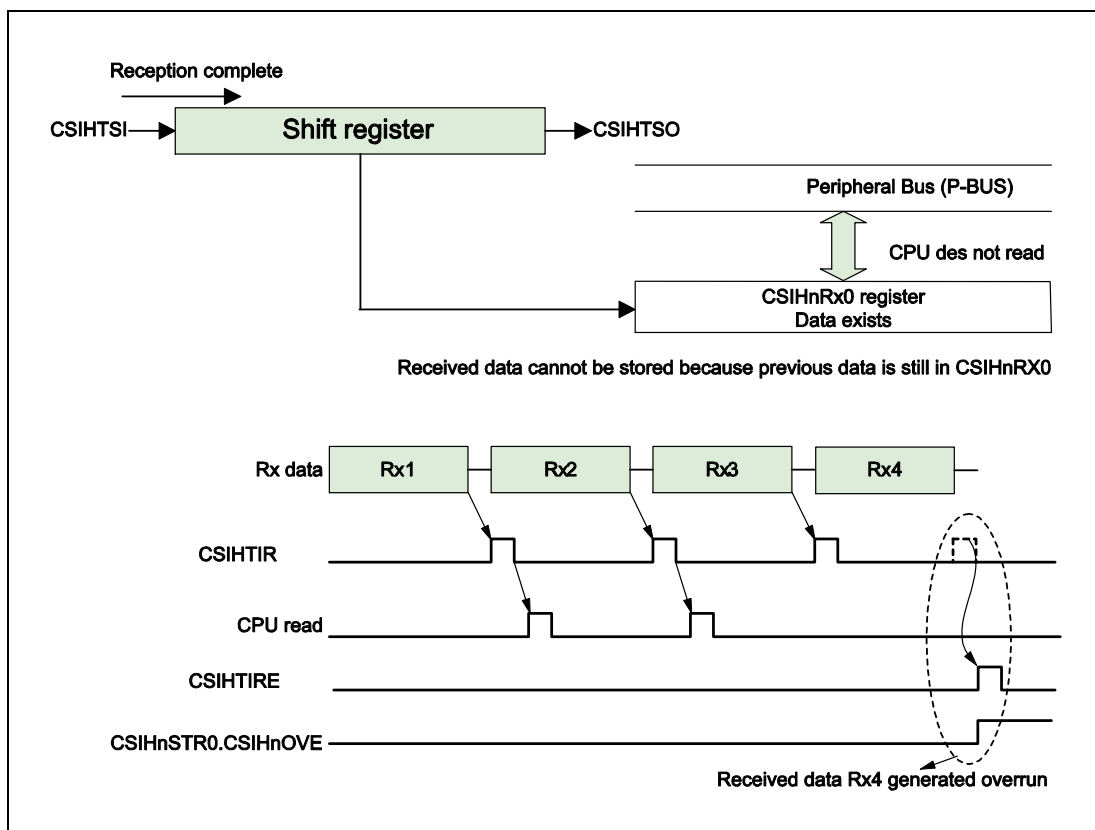 Reception complete
CSIHTSI
Shift register
CSIHTSO
Peripheral Bus (P-BUS)
CPU des not read
CSIHnRx0 register
Data exists
Received data cannot be stored because previous data is still in CSIHnRX0
Rx data
Rx1
Rx2
Rx3
Rx4
CSIHTIR
CPU read
CSIHTIRE
CSIHnSTR0.CSIHnOVE
Received data Rx4 generated overrun